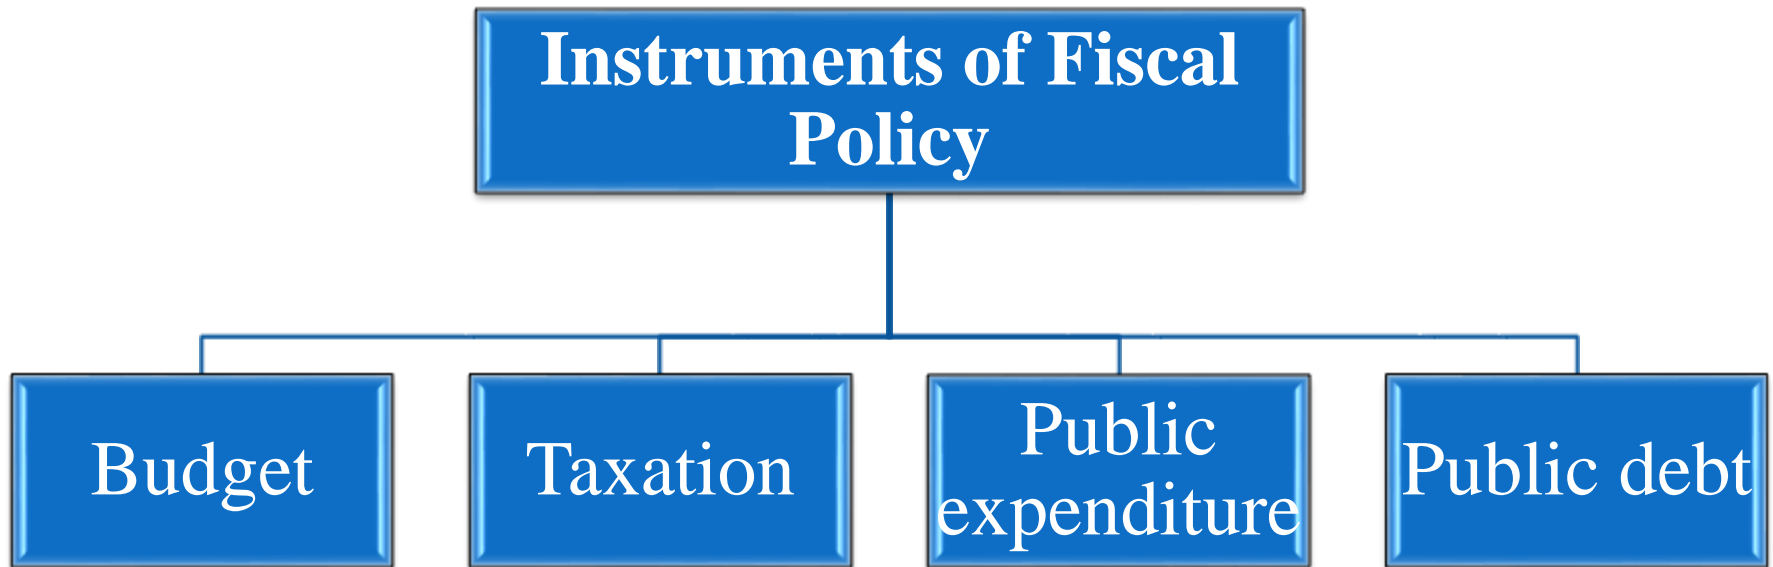 Instruments of Fiscal
Policy
Budget
Taxation
Public
expenditure
Public debt